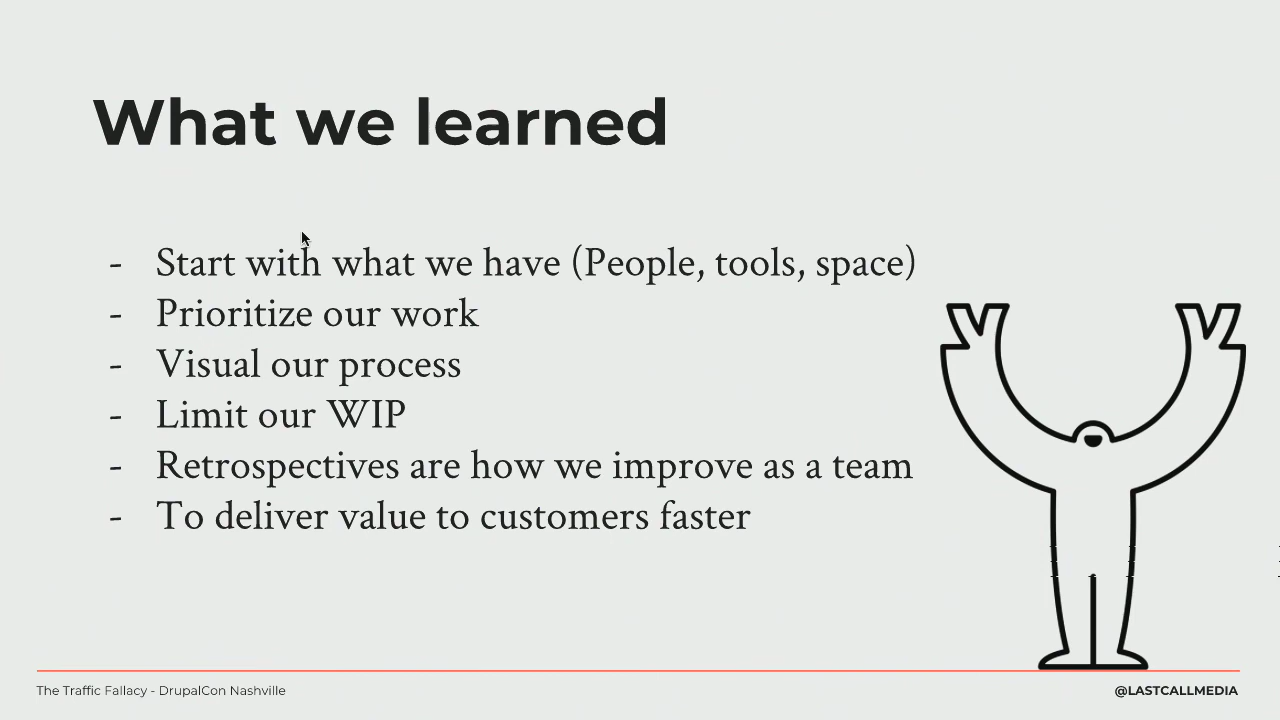 What we learned
- Start with what we have (People, tools, space)
- Prioritize our work
- Visual our process
- Limit our WIP
- Retrospectives are how we improve as a team
- To deliver value to customers faster
The Traffic Fallacy - DrupalCon Nashville
@LASTCALLMEDIA